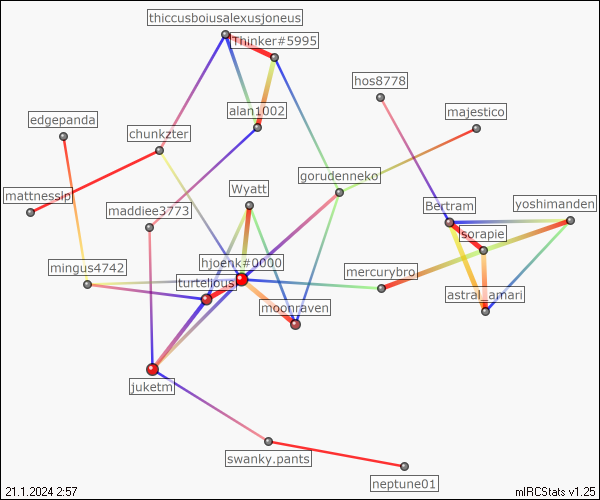 thiccusboiusalexusjoneus
Thinker#5995
hos8778
alan1002
majestico
edgepanda
chunkzter
gorudenneko
Wyatt
mattnesslp
maddiee3773
Bertram
yoshimanden
sorapie
hjoenk#0000
mingus4742
turtelious
mercurybro
moonraven
astral_amari
juketm
swanky.pants
neptune01
21.1.2024 2:57
mIRCStats v1.25